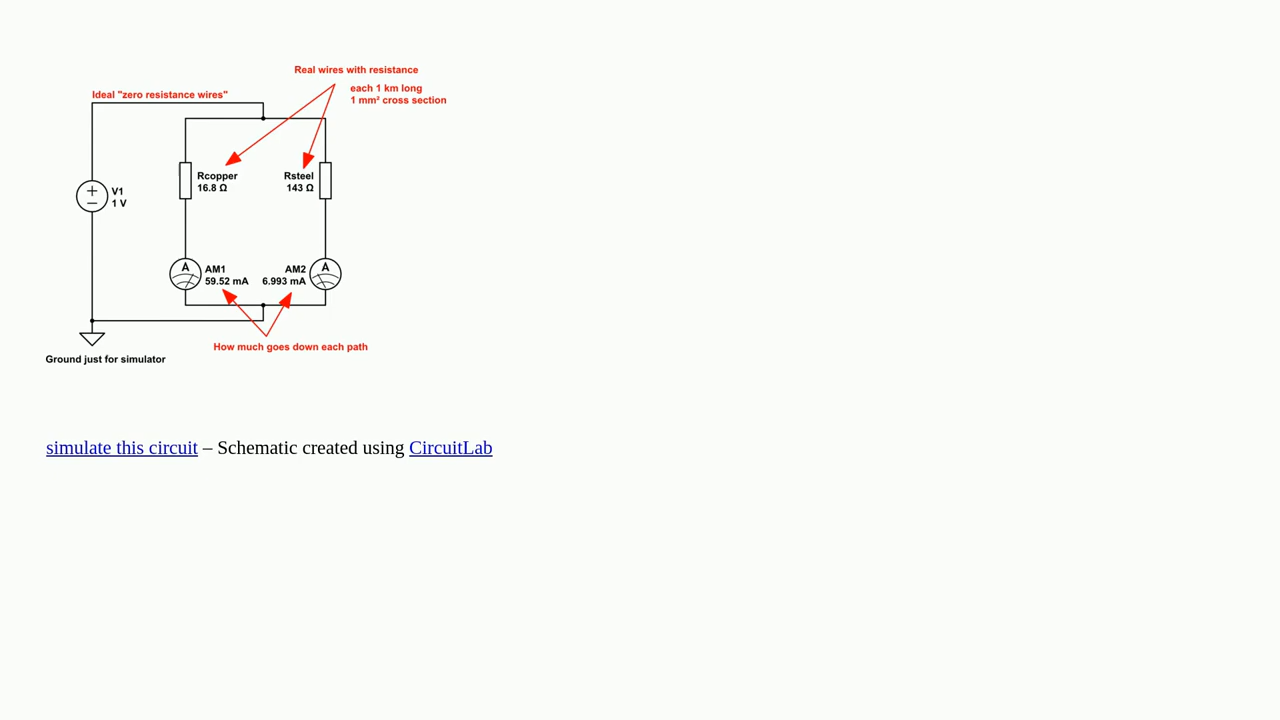 Real wires with resistance
each 1 km long
1 mm² cross section
Ideal "zero resistance wires"
Rcopper
16.8 Ω
Rsteel
143 Ω
V1
1 V
A
AM1
59.52 mA
AM2
6.993 mA
A
How much goes down each path
Ground just for simulator
simulate this circuit – Schematic created using CircuitLab